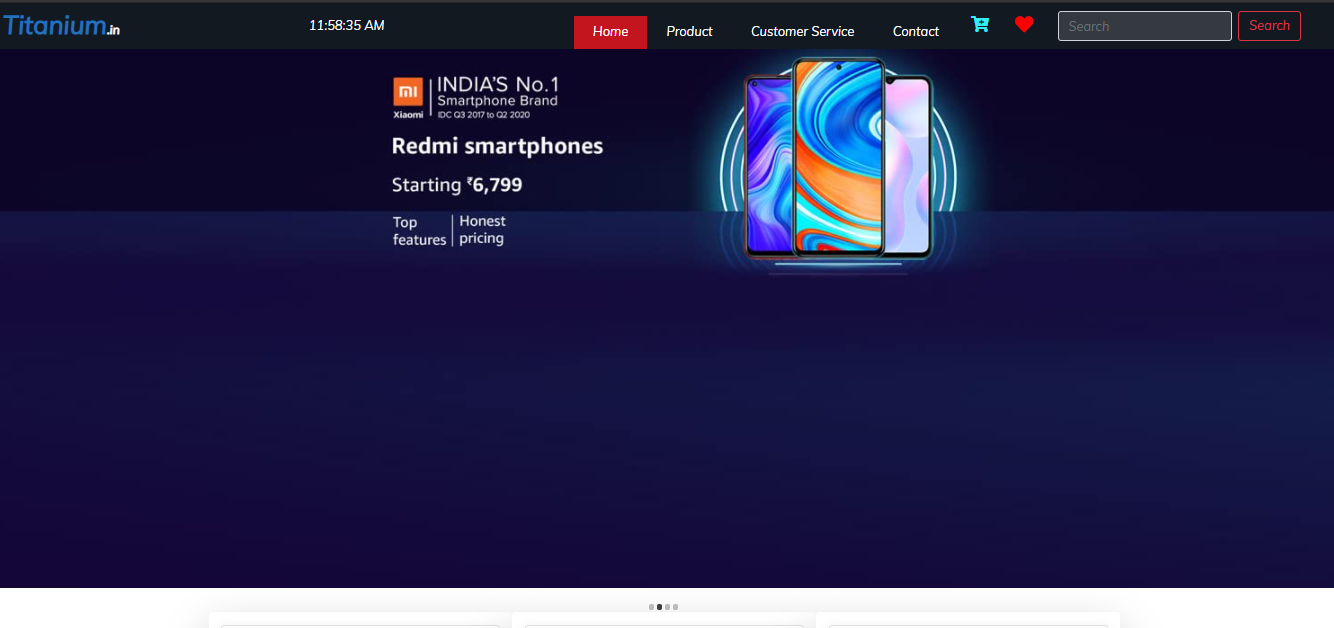 Titanium.in
11:58:35 AM
Home
Product
Customer Service
Contact
Search
Search
mi
Xiaomi
INDIA'S No.1
Smartphone Brand
IDC Q3 2017 to Q2 2020
Redmi smartphones
Starting ₹6,799
Top
features
Honest
pricing